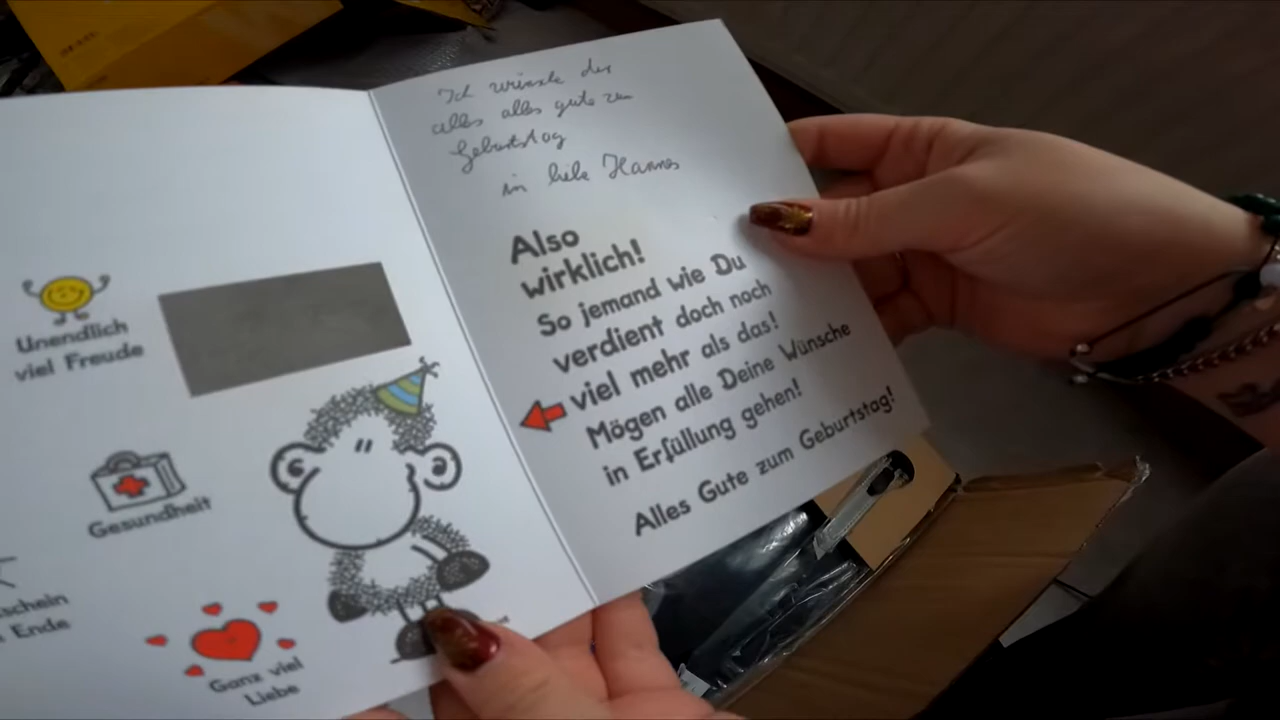 Unendlich
viel Freude
Gesundheit
schein
Ende
Ganz viel
Liebe
Ich wünsche dir
alles alles gute zum
Geburtstag
in liebe Hannes
Also
wirklich!
So jemand wie Du
verdient doch noch
viel mehr als das!
Mögen alle Deine Wünsche
in Erfüllung gehen!
Alles Gute zum Geburtstag!